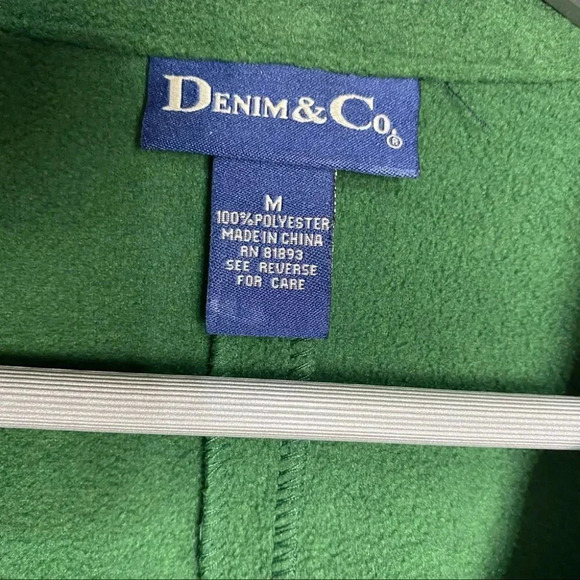 DENIM & CO.®
M
100% POLYESTER
MADE IN CHINA
RN 81893
SEE REVERSE
FOR CARE